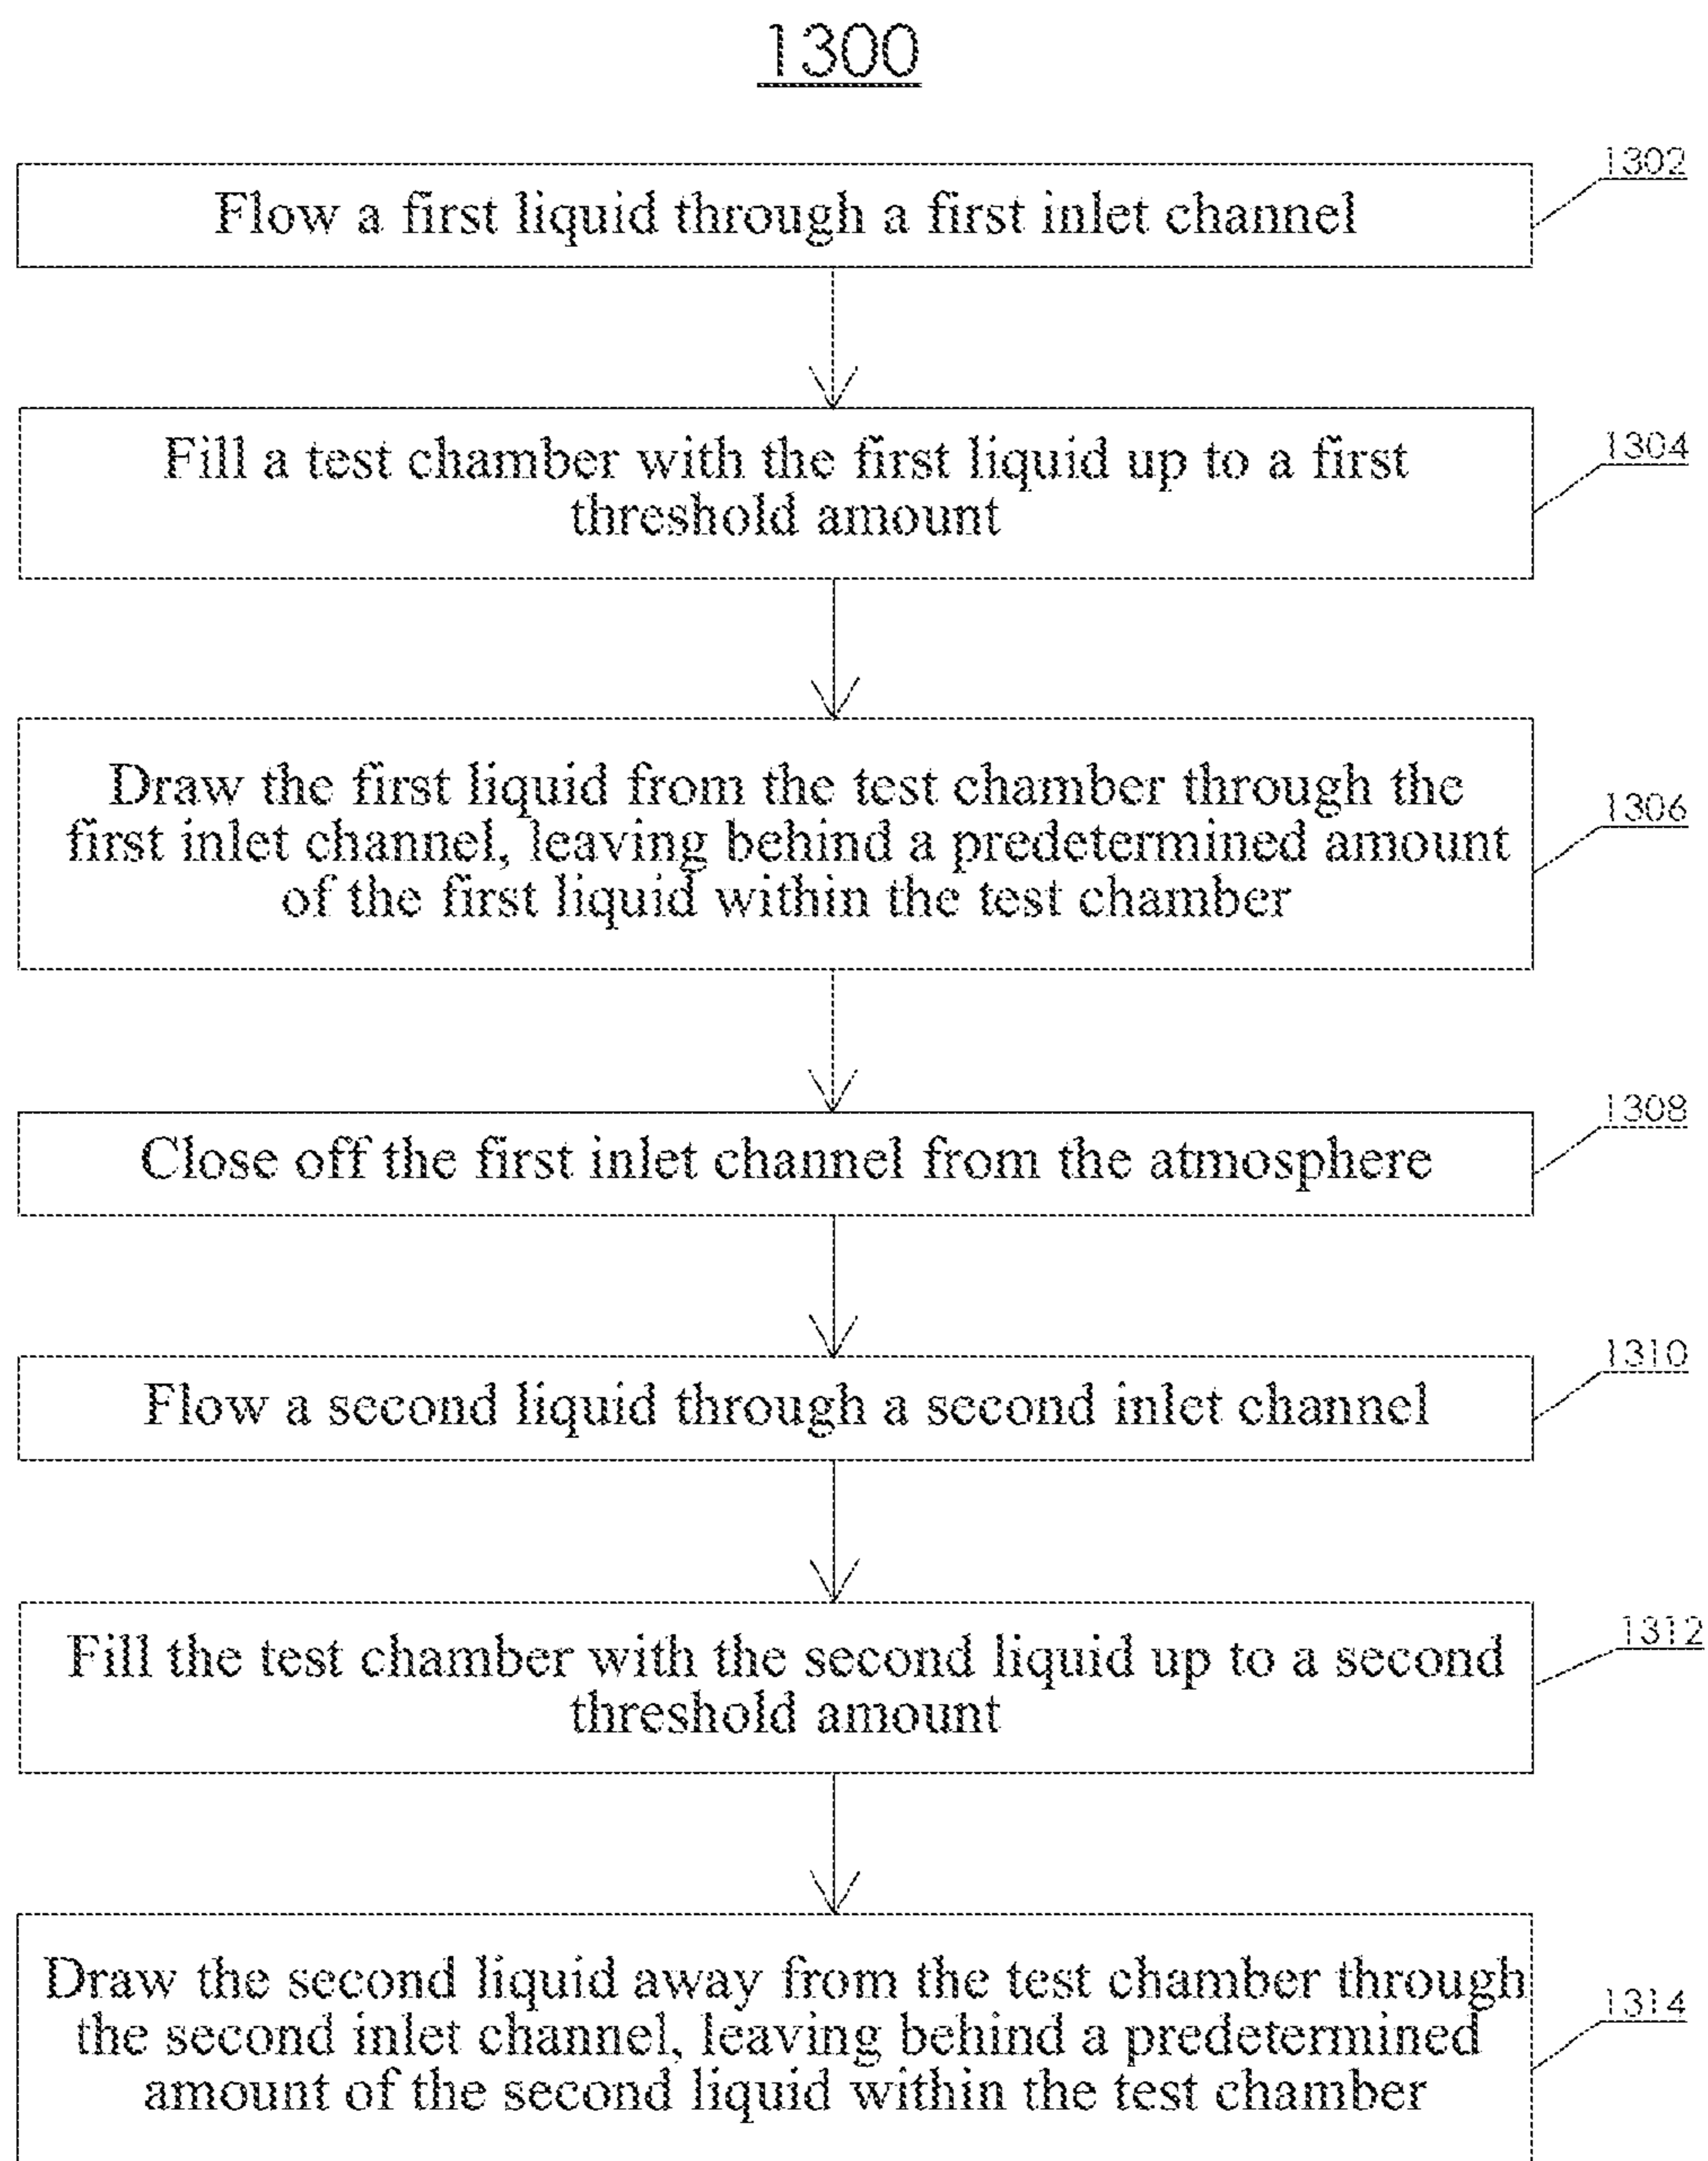 1300
1302
Flow a first liquid through a first inlet channel
1304
Fill a test chamber with the first liquid up to a first
threshold amount
1306
Draw the first liquid from the test chamber through the
first inlet channel, leaving behind a predetermined amount
of the first liquid within the test chamber
1308
Close off the first inlet channel from the atmosphere
1310
Flow a second liquid through a second inlet channel
1312
Fill the test chamber with the second liquid up to a second
threshold amount
1314
Draw the second liquid away from the test chamber through
the second inlet channel, leaving behind a predetermined
amount of the second liquid within the test chamber